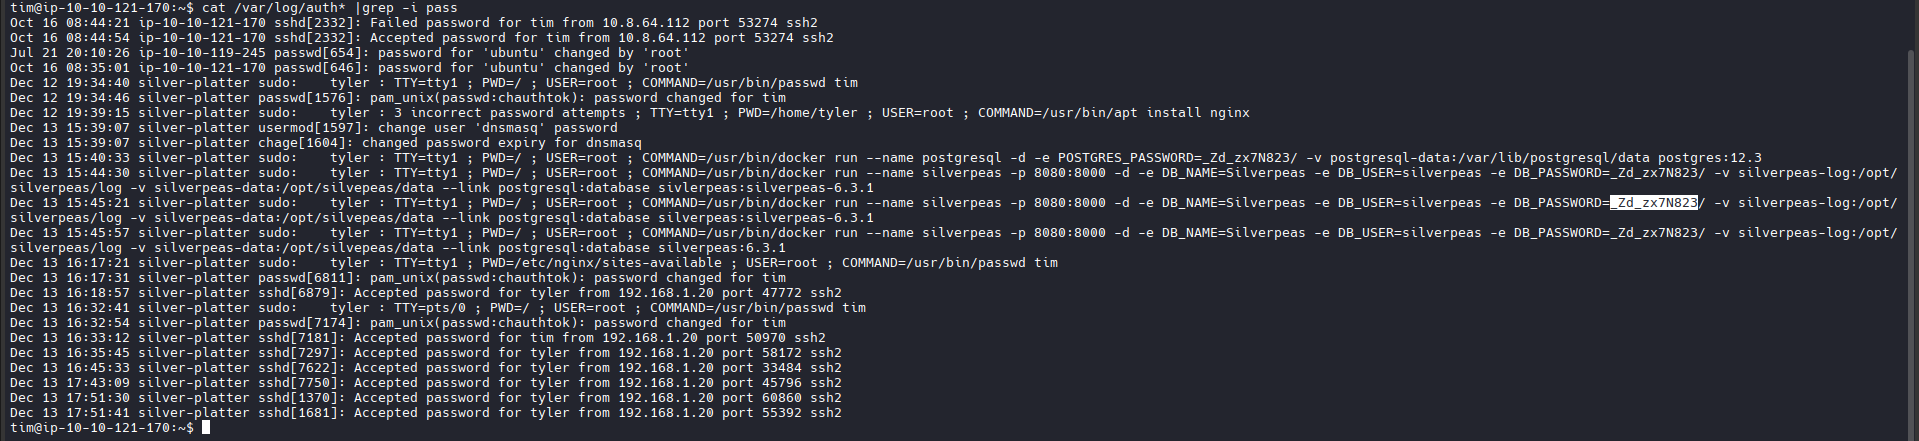 tim@ip-10-10-121-170:~$ cat /var/log/auth* |grep -i pass
Oct 16 08:44:21 ip-10-10-121-170 sshd[2332]: Failed password for tim from 10.8.64.112 port 53274 ssh2
Oct 16 08:44:54 ip-10-10-121-170 sshd[2332]: Accepted password for tim from 10.8.64.112 port 53274 ssh2
Jul 21 20:10:26 ip-10-10-119-245 passwd[654]: password for 'ubuntu' changed by 'root'
Oct 16 08:35:01 ip-10-10-121-170 passwd[646]: password for 'ubuntu' changed by 'root'
Dec 12 19:34:40 silver-platter sudo:    tyler : TTY=tty1 ; PWD=/ ; USER=root ; COMMAND=/usr/bin/passwd tim
Dec 12 19:34:46 silver-platter passwd[1576]: pam_unix(passwd:chauthtok): password changed for tim
Dec 12 19:39:15 silver-platter sudo:    tyler : 3 incorrect password attempts ; TTY=tty1 ; PWD=/home/tyler ; USER=root ; COMMAND=/usr/bin/apt install nginx
Dec 13 15:39:07 silver-platter usermod[1597]: change user 'dnsmasq' password
Dec 13 15:39:07 silver-platter chage[1604]: changed password expiry for dnsmasq
Dec 13 15:40:33 silver-platter sudo:    tyler : TTY=tty1 ; PWD=/ ; USER=root ; COMMAND=/usr/bin/docker run --name postgresql -d -e POSTGRES_PASSWORD=_Zd_zx7N823/ -v postgresql-data:/var/lib/postgresql/data postgres:12.3
Dec 13 15:44:30 silver-platter sudo:    tyler : TTY=tty1 ; PWD=/ ; USER=root ; COMMAND=/usr/bin/docker run --name silverpeas -p 8080:8000 -d -e DB_NAME=Silverpeas -e DB_USER=silverpeas -e DB_PASSWORD=_Zd_zx7N823/ -v silverpeas-log:/opt/
silverpeas/log -v silverpeas-data:/opt/silvepeas/data --link postgresql:database sivlerpeas:silverpeas-6.3.1
Dec 13 15:45:21 silver-platter sudo:    tyler : TTY=tty1 ; PWD=/ ; USER=root ; COMMAND=/usr/bin/docker run --name silverpeas -p 8080:8000 -d -e DB_NAME=Silverpeas -e DB_USER=silverpeas -e DB_PASSWORD=_Zd_zx7N823/ -v silverpeas-log:/opt/
silverpeas/log -v silverpeas-data:/opt/silvepeas/data --link postgresql:database silverpeas:silverpeas-6.3.1
Dec 13 15:45:57 silver-platter sudo:    tyler : TTY=tty1 ; PWD=/ ; USER=root ; COMMAND=/usr/bin/docker run --name silverpeas -p 8080:8000 -d -e DB_NAME=Silverpeas -e DB_USER=silverpeas -e DB_PASSWORD=_Zd_zx7N823/ -v silverpeas-log:/opt/
silverpeas/log -v silverpeas-data:/opt/silvepeas/data --link postgresql:database silverpeas:6.3.1
Dec 13 16:17:21 silver-platter sudo:    tyler : TTY=tty1 ; PWD=/etc/nginx/sites-available ; USER=root ; COMMAND=/usr/bin/passwd tim
Dec 13 16:17:31 silver-platter passwd[6811]: pam_unix(passwd:chauthtok): password changed for tim
Dec 13 16:18:57 silver-platter sshd[6879]: Accepted password for tyler from 192.168.1.20 port 47772 ssh2
Dec 13 16:32:41 silver-platter sudo:    tyler : TTY=pts/0 ; PWD=/ ; USER=root ; COMMAND=/usr/bin/passwd tim
Dec 13 16:32:54 silver-platter passwd[7174]: pam_unix(passwd:chauthtok): password changed for tim
Dec 13 16:33:12 silver-platter sshd[7181]: Accepted password for tim from 192.168.1.20 port 50970 ssh2
Dec 13 16:35:45 silver-platter sshd[7297]: Accepted password for tyler from 192.168.1.20 port 58172 ssh2
Dec 13 16:45:33 silver-platter sshd[7622]: Accepted password for tyler from 192.168.1.20 port 33484 ssh2
Dec 13 17:43:09 silver-platter sshd[7750]: Accepted password for tyler from 192.168.1.20 port 45796 ssh2
Dec 13 17:51:30 silver-platter sshd[1370]: Accepted password for tyler from 192.168.1.20 port 60860 ssh2
Dec 13 17:51:41 silver-platter sshd[1681]: Accepted password for tyler from 192.168.1.20 port 55392 ssh2
tim@ip-10-10-121-170:~$